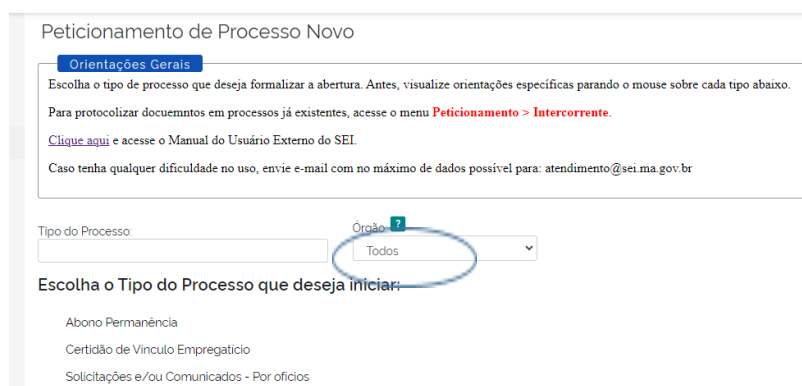 Peticionamento de Processo Novo
Orientações Gerais
Escolha o tipo de processo que deseja formalizar a abertura. Antes, visualize orientações específicas parando o mouse sobre cada tipo abaixo.
Para protocolizar docuemntos em processos já existentes, acesse o menu Peticionamento > Intercorrente.
Clique aqui e acesse o Manual do Usuário Externo do SEI.
Caso tenha qualquer dificuldade no uso, envie e-mail com no máximo de dados possível para: atendimento@sei.ma.gov.br
Tipo do Processo:
Órgão: ?
Todos
Escolha o Tipo do Processo que deseja iniciar:
Abono Permanência
Certidão de Vínculo Empregatício
Solicitações e/ou Comunicados - Por ofícios